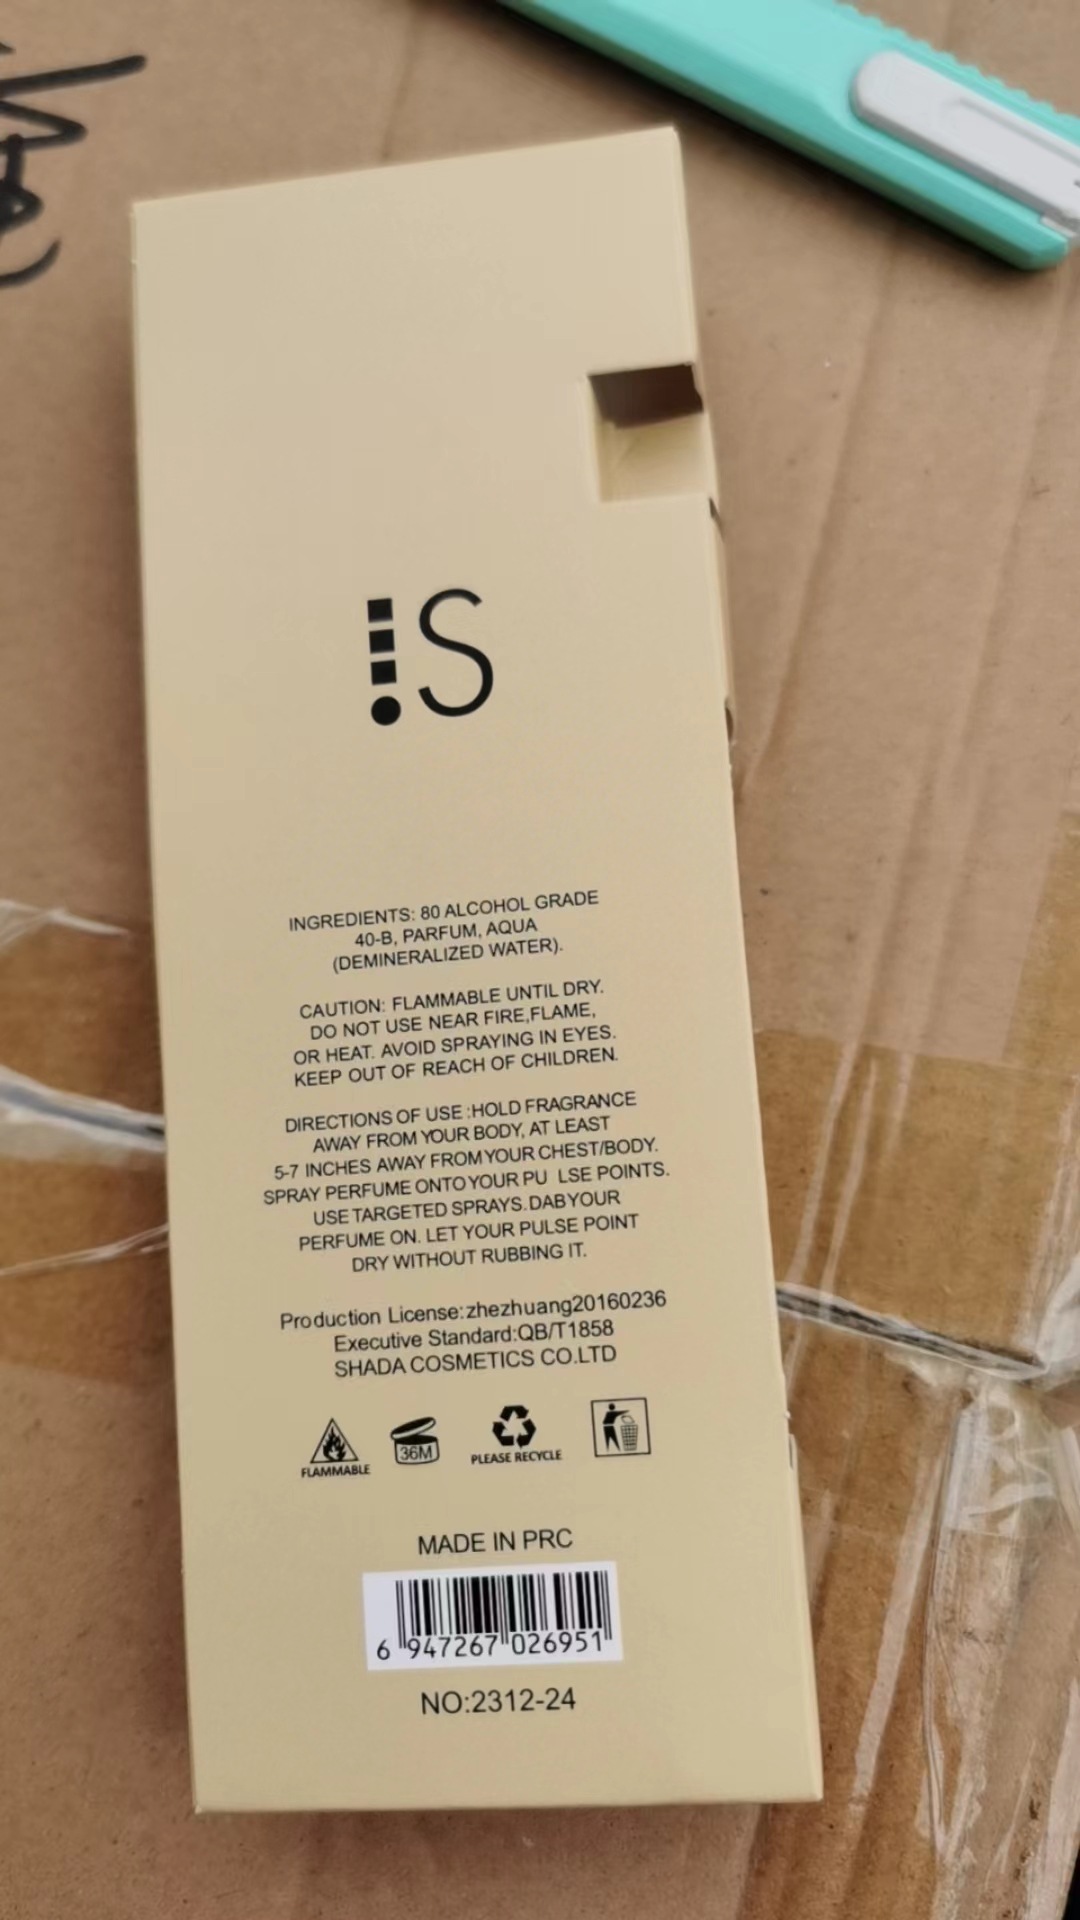 S
INGREDIENTS: 80 ALCOHOL GRADE
40-B, PARFUM, AQUA
(DEMINERALIZED WATER).
CAUTION: FLAMMABLE UNTIL DRY.
DO NOT USE NEAR FIRE,FLAME,
OR HEAT. AVOID SPRAYING IN EYES.
KEEP OUT OF REACH OF CHILDREN.
DIRECTIONS OF USE :HOLD FRAGRANCE
AWAY FROM YOUR BODY, AT LEAST
5-7 INCHES AWAY FROM YOUR CHEST/BODY.
SPRAY PERFUME ONTO YOUR PU LSE POINTS.
USE TARGETED SPRAYS. DAB YOUR
PERFUME ON. LET YOUR PULSE POINT
DRY WITHOUT RUBBING IT.
Production License:zhezhuang20160236
Executive Standard:QB/T1858
SHADA COSMETICS CO.LTD
FLAMMABLE
36M
PLEASE RECYCLE
MADE IN PRC
6 947267 026951
NO:2312-24